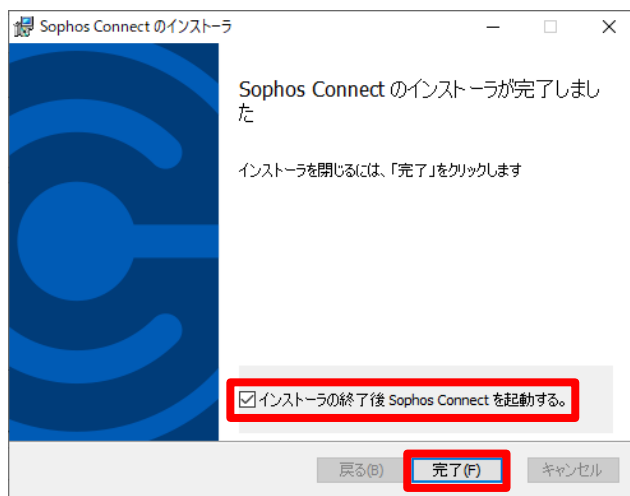 Sophos Connect のインストーラ
Sophos Connect のインストーラが完了しまし
た
インストーラを閉じるには、「完了」をクリックします
インストーラの終了後 Sophos Connect を起動する。
戻る(B)
完了(F)
キャンセル